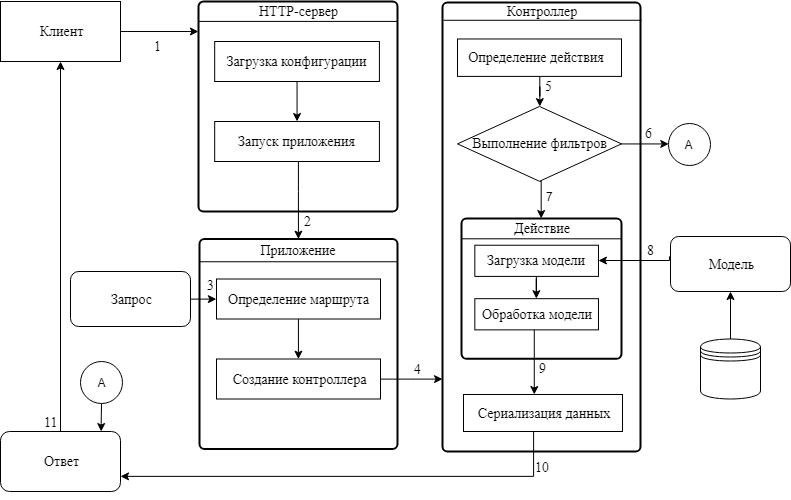 Клиент
1
HTTP-сервер
Загрузка конфигурации
Запуск приложения
2
Приложение
Запрос
3
Определение маршрута
Создание контроллера
4
Контроллер
Определение действия
5
Выполнение фильтров
6
А
7
Действие
Загрузка модели
8
Модель
Обработка модели
9
Сериализация данных
10
А
11
Ответ